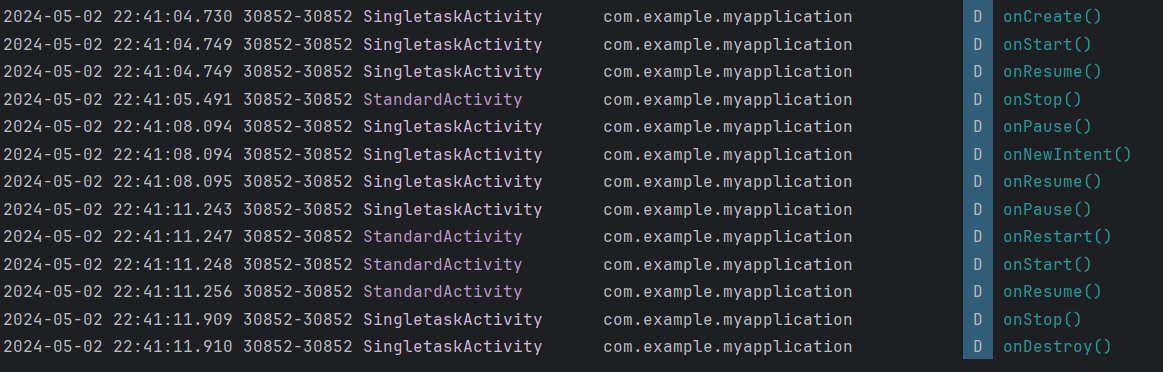 2024-05-02 22:41:04.730 30852-30852 SingletaskActivity com.example.myapplication D onCreate()
2024-05-02 22:41:04.749 30852-30852 SingletaskActivity com.example.myapplication D onStart()
2024-05-02 22:41:04.749 30852-30852 SingletaskActivity com.example.myapplication D onResume()
2024-05-02 22:41:05.491 30852-30852 StandardActivity com.example.myapplication D onStop()
2024-05-02 22:41:08.094 30852-30852 SingletaskActivity com.example.myapplication D onPause()
2024-05-02 22:41:08.094 30852-30852 SingletaskActivity com.example.myapplication D onNewIntent()
2024-05-02 22:41:08.095 30852-30852 SingletaskActivity com.example.myapplication D onResume()
2024-05-02 22:41:11.243 30852-30852 SingletaskActivity com.example.myapplication D onPause()
2024-05-02 22:41:11.247 30852-30852 StandardActivity com.example.myapplication D onRestart()
2024-05-02 22:41:11.248 30852-30852 StandardActivity com.example.myapplication D onStart()
2024-05-02 22:41:11.256 30852-30852 StandardActivity com.example.myapplication D onResume()
2024-05-02 22:41:11.909 30852-30852 SingletaskActivity com.example.myapplication D onStop()
2024-05-02 22:41:11.910 30852-30852 SingletaskActivity com.example.myapplication D onDestroy()